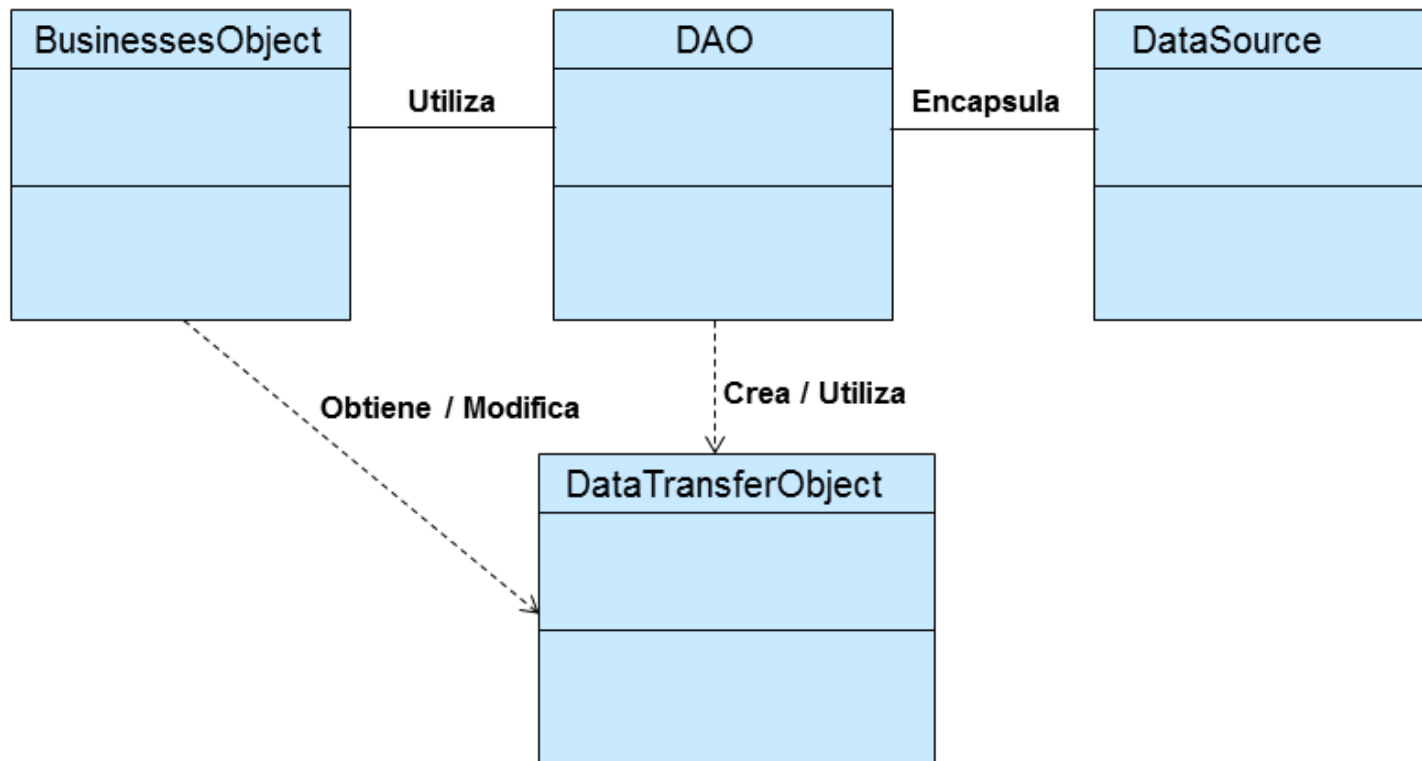 BusinessesObject
DAO
DataSource
Utiliza
Encapsula
Obtiene / Modifica
Crea / Utiliza
DataTransferObject